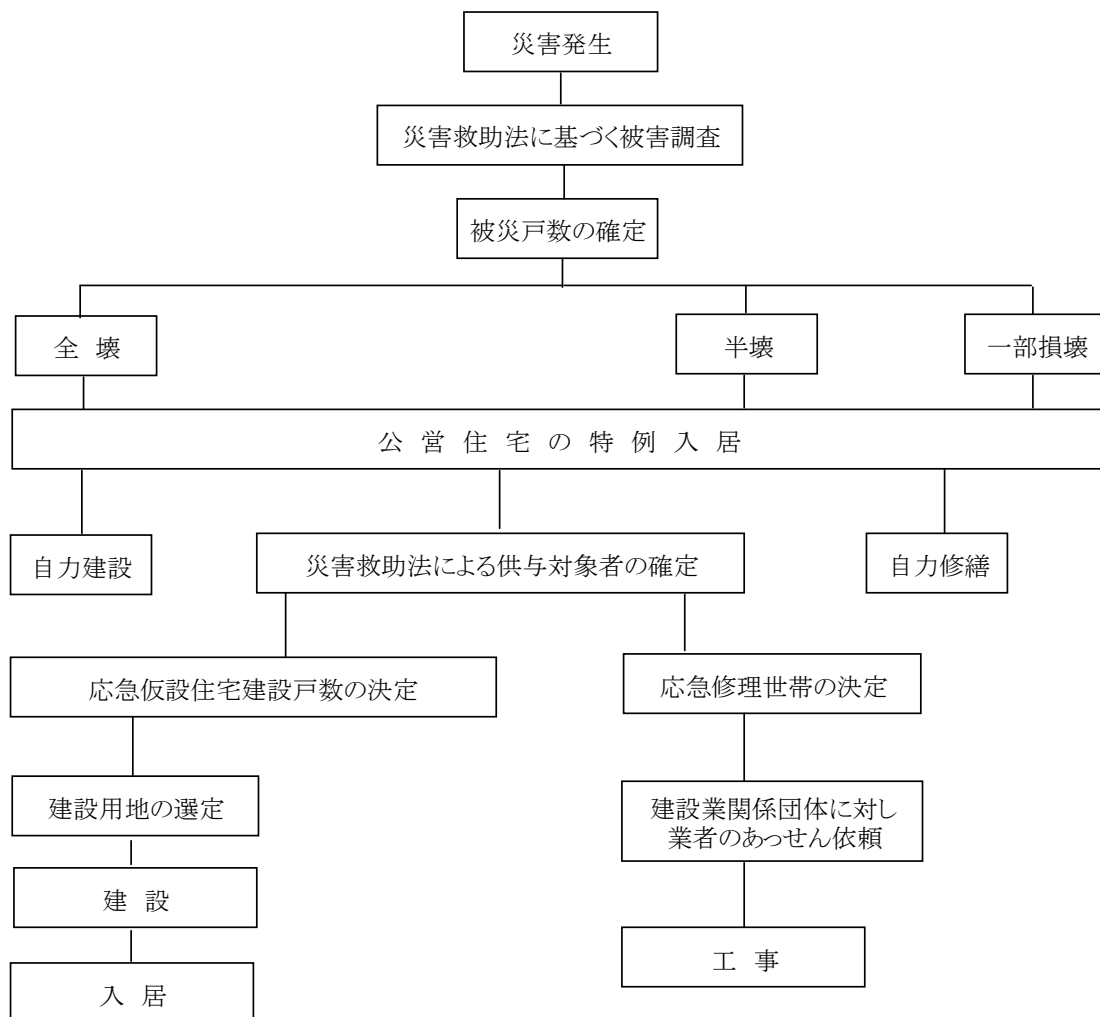 災害発生
災害救助法に基づく被害調査
被災戸数の確定
全 壊
半壊
一部損壊
公 営 住 宅 の 特 例 入 居
自力建設
災害救助法による供与対象者の確定
自力修繕
応急仮設住宅建設戸数の決定
応急修理世帯の決定
建設用地の選定
建設業関係団体に対し
業者のあっせん依頼
建 設
工 事
入 居